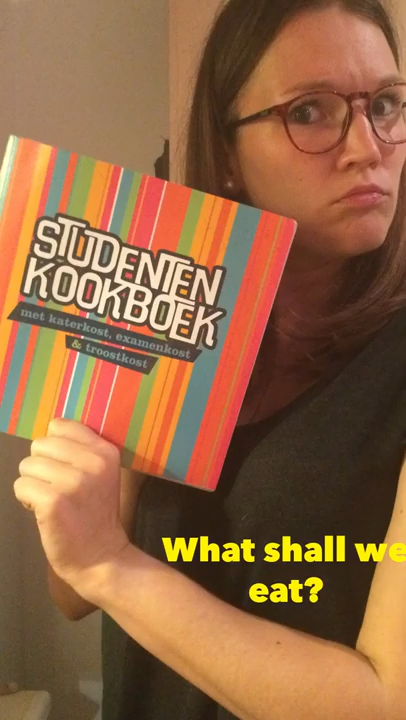 STUDENTEN
KOOKBOEK
met katerkost, examenkost
& troostkost
What shall we
eat?